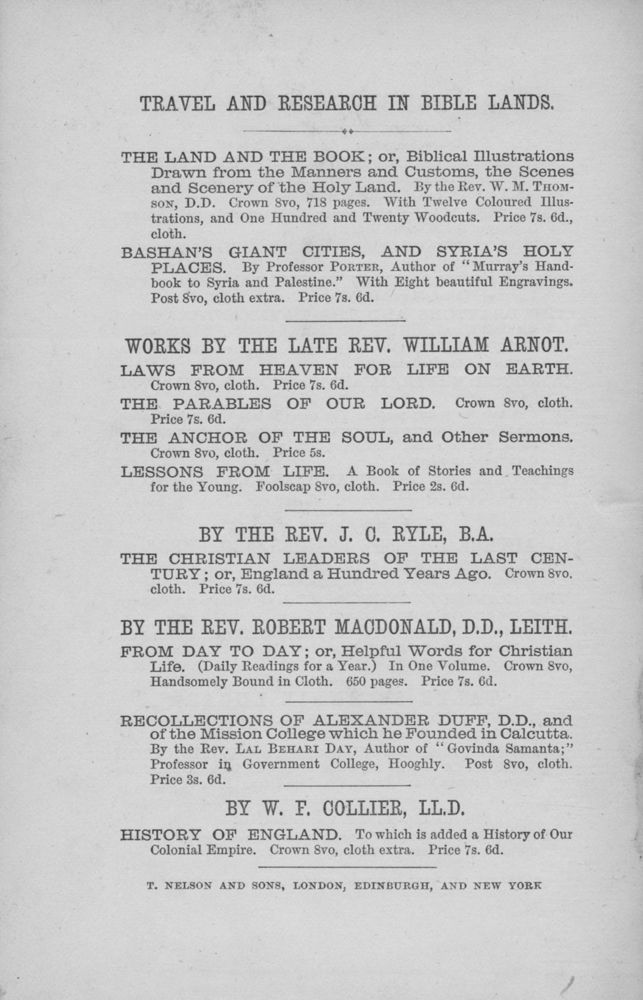 TRAVEL AND RESEARCH IN BIBLE LANDS.
THE LAND AND THE BOOK; or, Biblical Illustrations
Drawn from the Manners and Customs, the Scenes
and Scenery of the Holy Land. By the Rev. W. M. THOM-
SON, D.D. Crown 8vo, 718 pages. With Twelve Coloured Illus-
trations, and One Hundred and Twenty Woodcuts. Price 7s. 6d.,
cloth.
BASHAN'S GIANT CITIES, AND SYRIA'S HOLY
PLACES. By Professor PORTER, Author of "Murray's Hand-
book to Syria and Palestine." With Eight beautiful Engravings.
Post 8vo, cloth extra. Price 7s. 6d.
WORKS BY THE LATE REV. WILLIAM ARNOT.
LAWS FROM HEAVEN FOR LIFE ON EARTH.
Crown 8vo, cloth. Price 7s. 6d.
THE PARABLES OF OUR LORD. Crown 8vo, cloth.
Price 7s. 6d.
THE ANCHOR OF THE SOUL, and Other Sermons.
Crown 8vo, cloth. Price 5s.
LESSONS FROM LIFE. A Book of Stories and Teachings
for the Young. Foolscap 8vo, cloth. Price 2s. 6d.
BY THE REV. J. C. RYLE, B.A.
THE CHRISTIAN LEADERS OF THE LAST CEN-
TURY; or, England a Hundred Years Ago. Crown 8vo.
cloth. Price 7s. 6d.
BY THE REV. ROBERT MACDONALD, D.D., LEITH.
FROM DAY TO DAY; or, Helpful Words for Christian
Life. (Daily Readings for a Year.) In One Volume. Crown 8vo,
Handsomely Bound in Cloth. 650 pages. Price 7s. 6d.
RECOLLECTIONS OF ALEXANDER DUFF, D.D., and
of the Mission College which he Founded in Calcutta.
By the Rev. LAL BEHARI DAY, Author of "Govinda Samanta;"
Professor in Government College, Hooghly. Post 8vo, cloth.
Price 3s. 6d.
BY W. F. COLLIER, LL.D.
HISTORY OF ENGLAND. To which is added a History of Our
Colonial Empire. Crown 8vo, cloth extra. Price 7s. 6d.
T. NELSON AND SONS, LONDON, EDINBURGH, AND NEW YORK